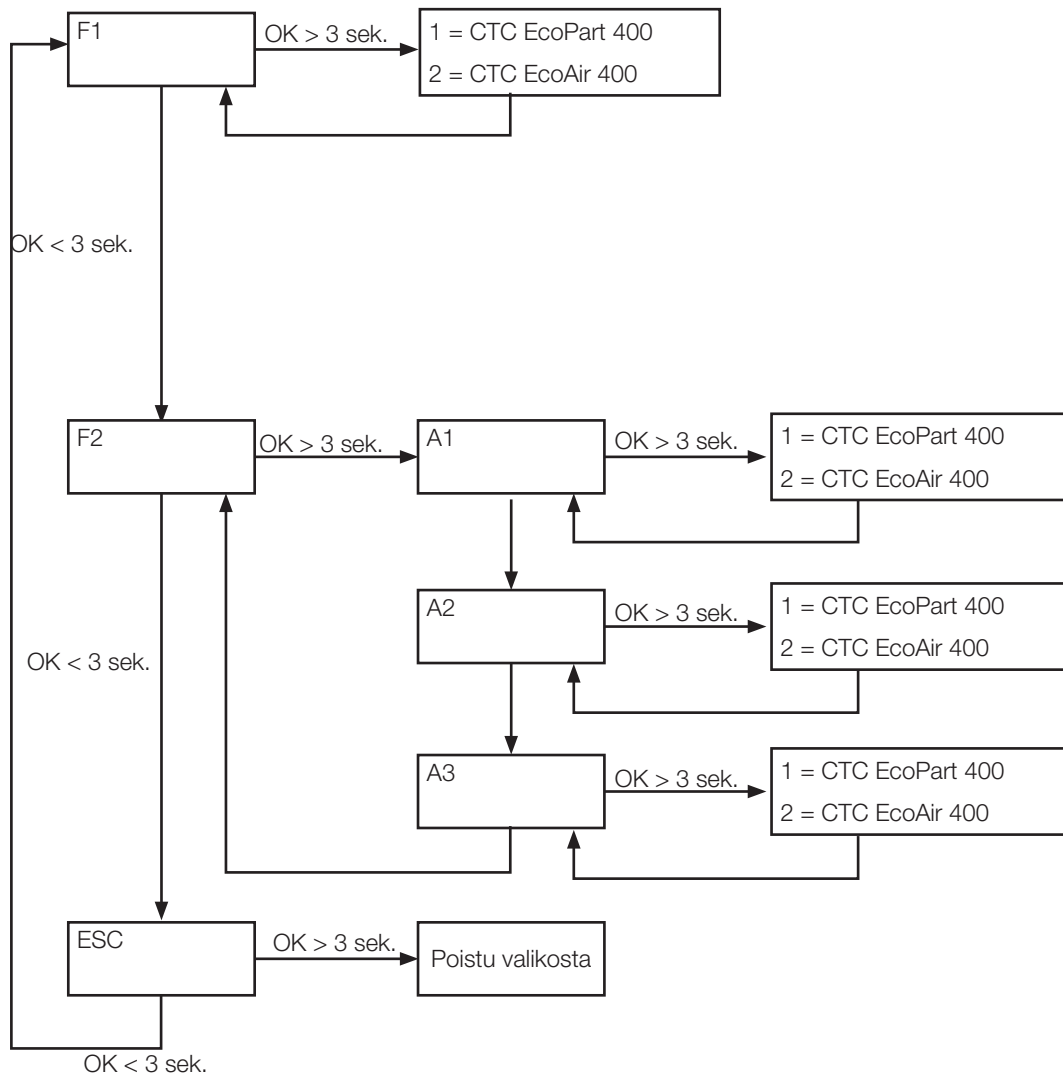 F1
OK > 3 sek.
1 = CTC EcoPart 400
2 = CTC EcoAir 400
OK < 3 sek.
F2
OK > 3 sek.
A1
OK > 3 sek.
1 = CTC EcoPart 400
2 = CTC EcoAir 400
A2
OK > 3 sek.
1 = CTC EcoPart 400
2 = CTC EcoAir 400
OK < 3 sek.
A3
OK > 3 sek.
1 = CTC EcoPart 400
2 = CTC EcoAir 400
ESC
OK > 3 sek.
Poistu valikosta
OK < 3 sek.